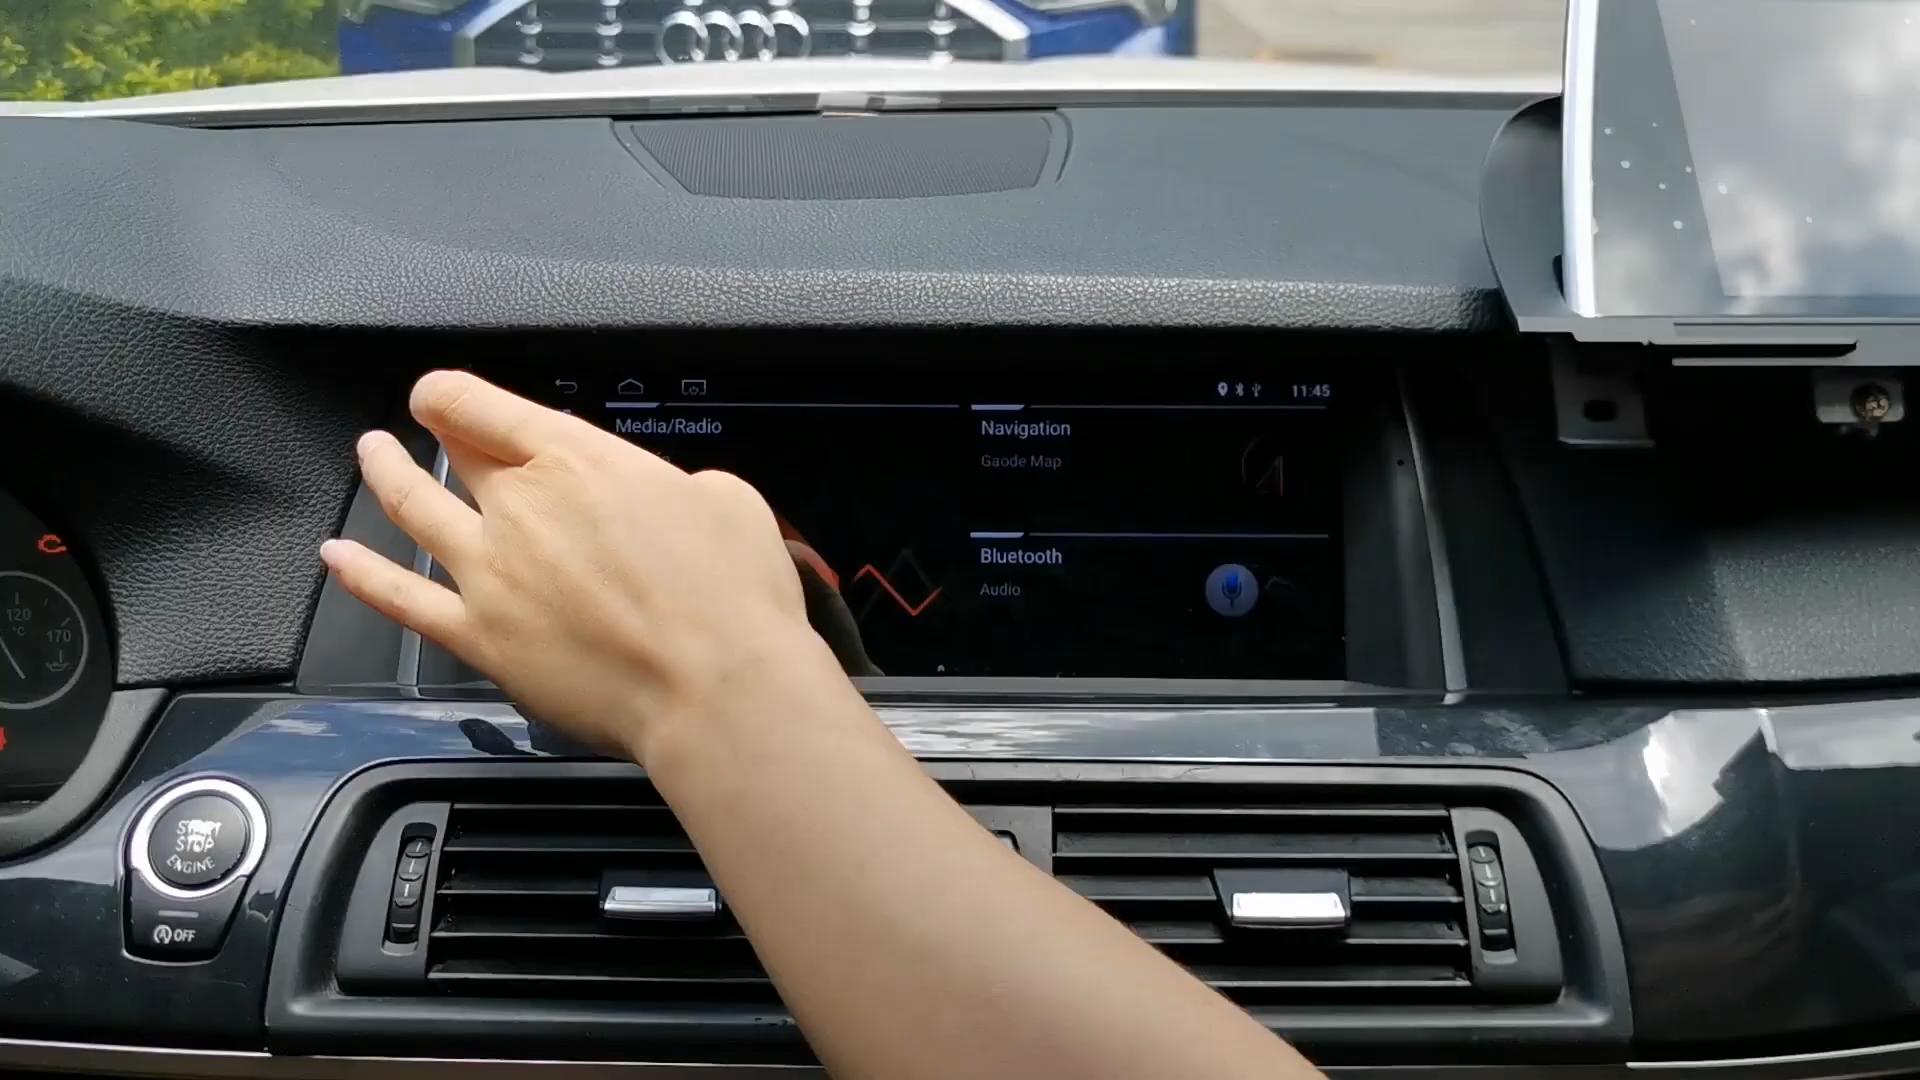 11:45
Media/Radio
Navigation
Gaode Map
Bluetooth
Audio
120
°C
170
START
STOP
ENGINE
OFF